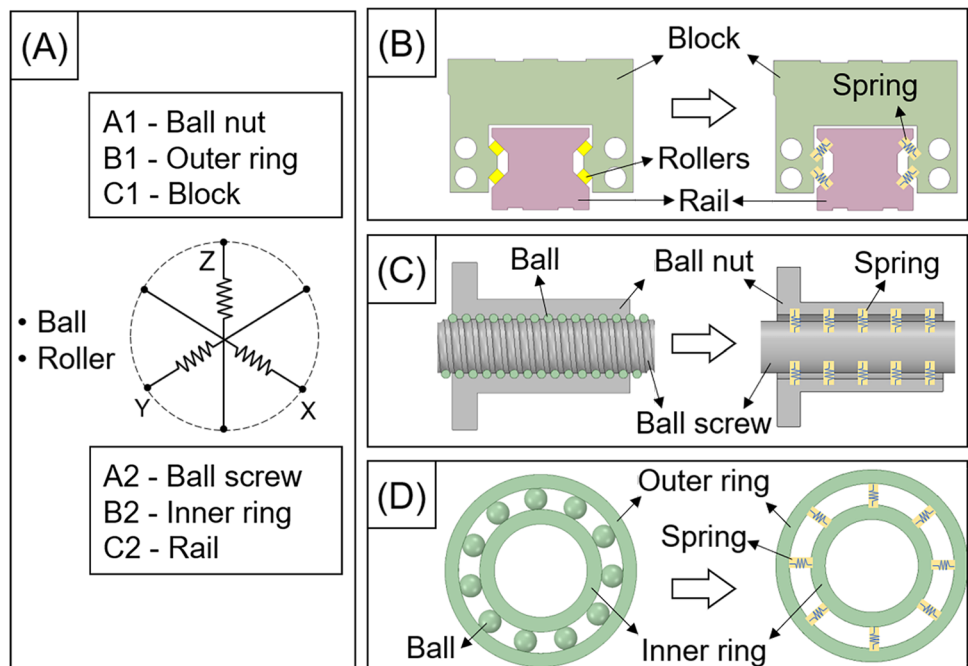 (A)
A1 - Ball nut
B1 - Outer ring
C1 - Block
Z
• Ball
• Roller
Y
X
A2 - Ball screw
B2 - Inner ring
C2 - Rail
(B)
Block
Spring
Rollers
Rail
(C)
Ball
Ball nut
Spring
Ball screw
(D)
Outer ring
Spring
Ball
Inner ring